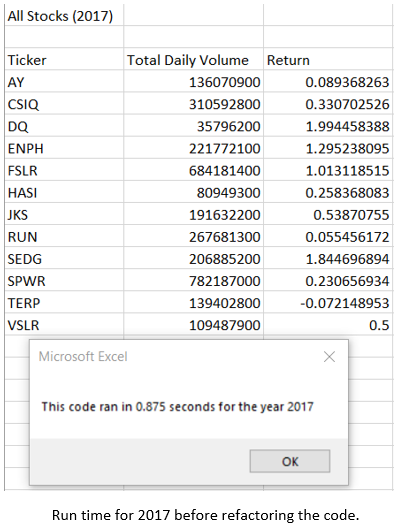 All Stocks (2017)
Ticker Total Daily Volume Return
AY 136070900 0.089368263
CSIQ 310592800 0.330702526
DQ 35796200 1.994458388
ENPH 221772100 1.295238095
FSLR 684181400 1.013118515
HASI 80949300 0.258368083
JKS 191632200 0.53870755
RUN 267681300 0.055456172
SEDG 206885200 1.844696894
SPWR 782187000 0.230656934
TERP 139402800 -0.072148953
VSLR 109487900 0.5
Microsoft Excel
This code ran in 0.875 seconds for the year 2017
OK
Run time for 2017 before refactoring the code.